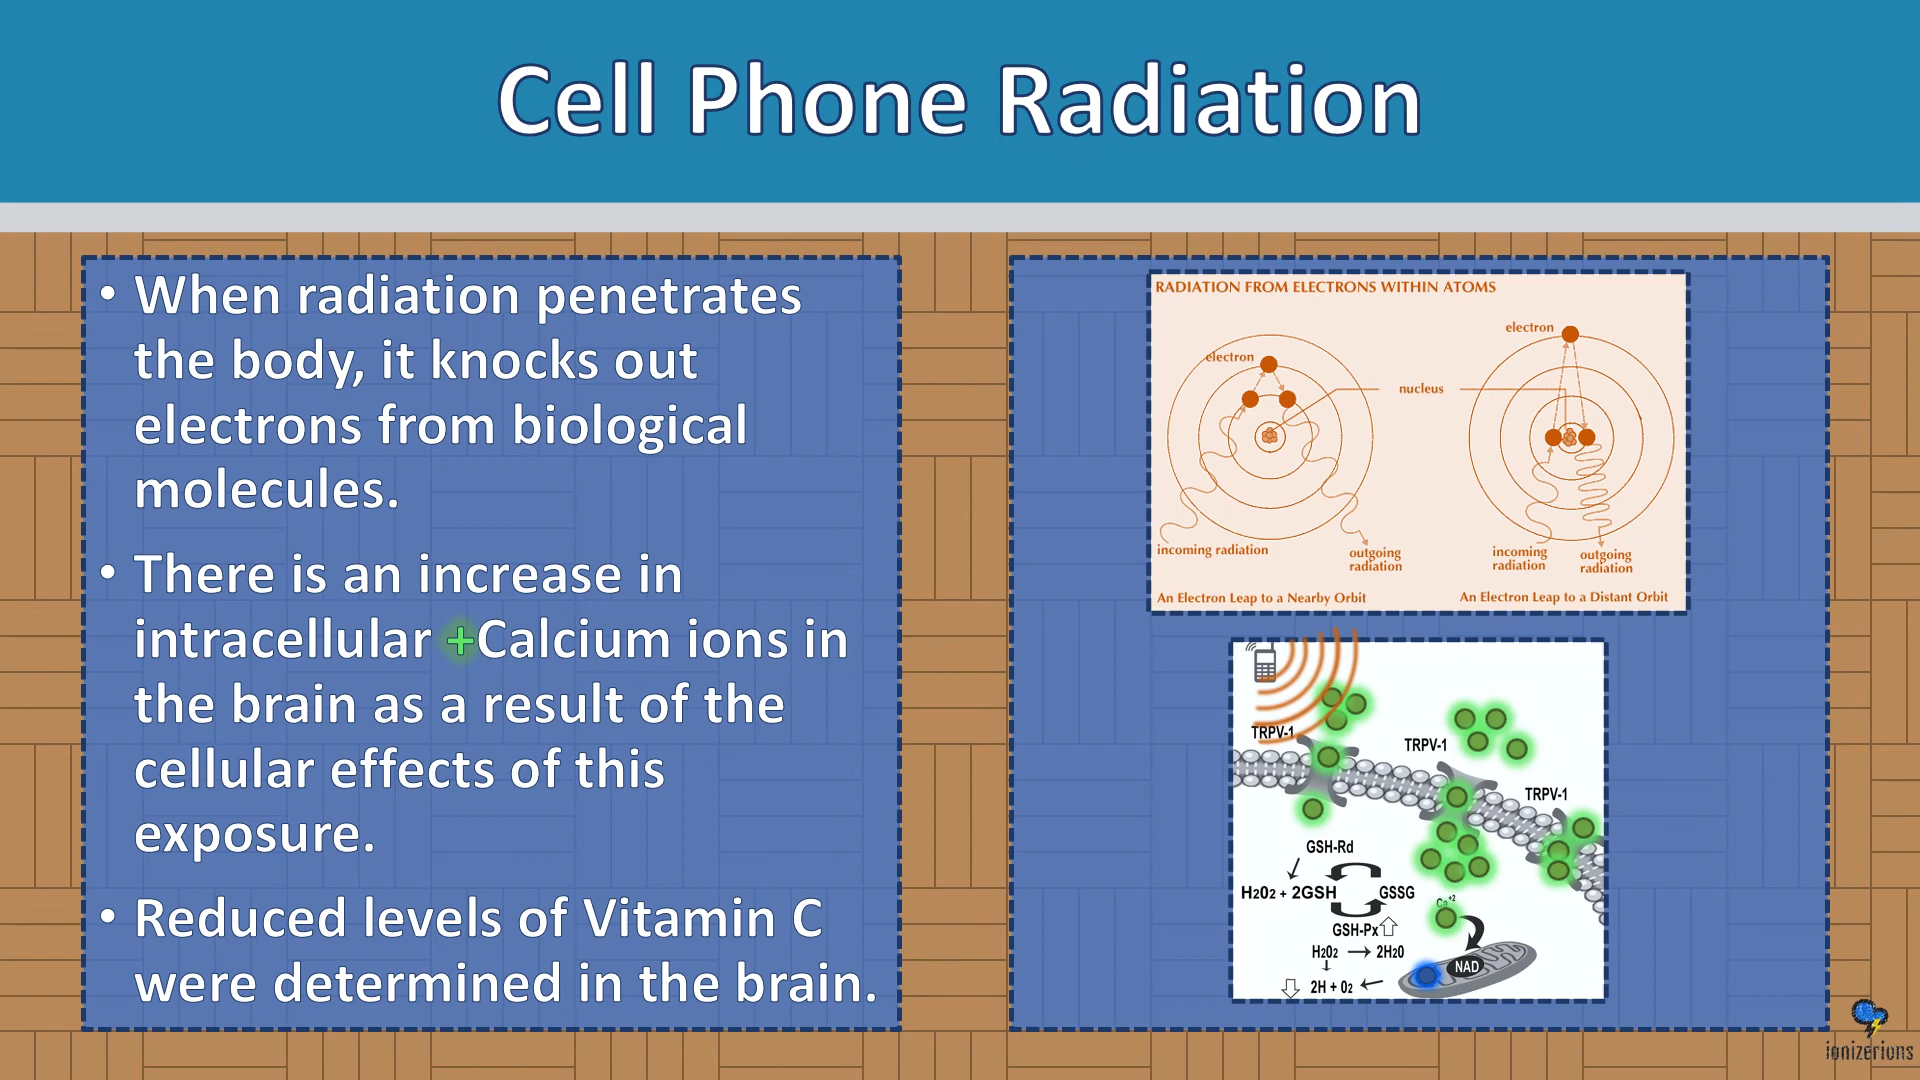 Cell Phone Radiation
• When radiation penetrates
the body, it knocks out
electrons from biological
molecules.
• There is an increase in
intracellular +Calcium ions in
the brain as a result of the
cellular effects of this
exposure.
• Reduced levels of Vitamin C
were determined in the brain.
RADIATION FROM ELECTRONS WITHIN ATOMS
electron
electron
nucleus
incoming radiation
outgoing
radiation
incoming
radiation
outgoing
radiation
An Electron Leap to a Nearby Orbit
An Electron Leap to a Distant Orbit
TRPV-1
TRPV-1
TRPV-1
GSH-Rd
H2O2 + 2GSH
GSSG
Ca+2
GSH-Px
H2O2 → 2H2O
NAD
2H + O2
ionizerions